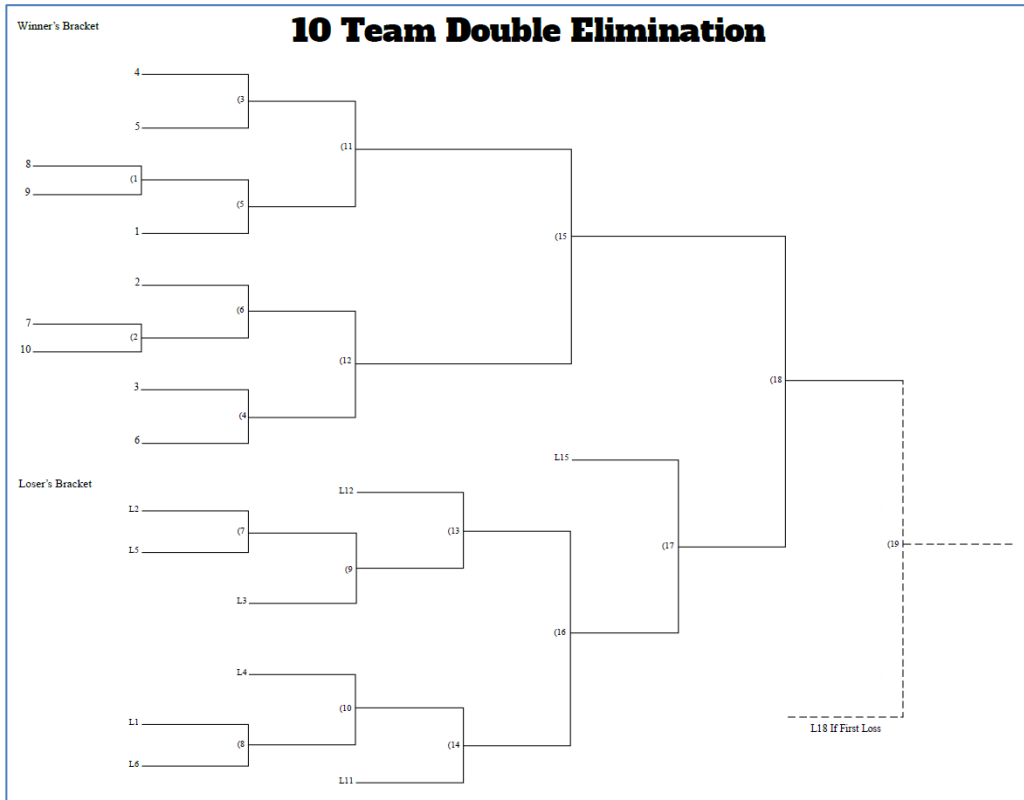 Winner's Bracket
10 Team Double Elimination
4
(3
5
(11
8
(1
9
(5
1
(15
2
(6
7
(2
10
(12
3
(4
6
(18
L15
Loser's Bracket
L12
L2
(7
(13
L5
(17
(19
(9
L3
(16
L4
(10
L1
L18 If First Loss
(8
(14
L6
L11